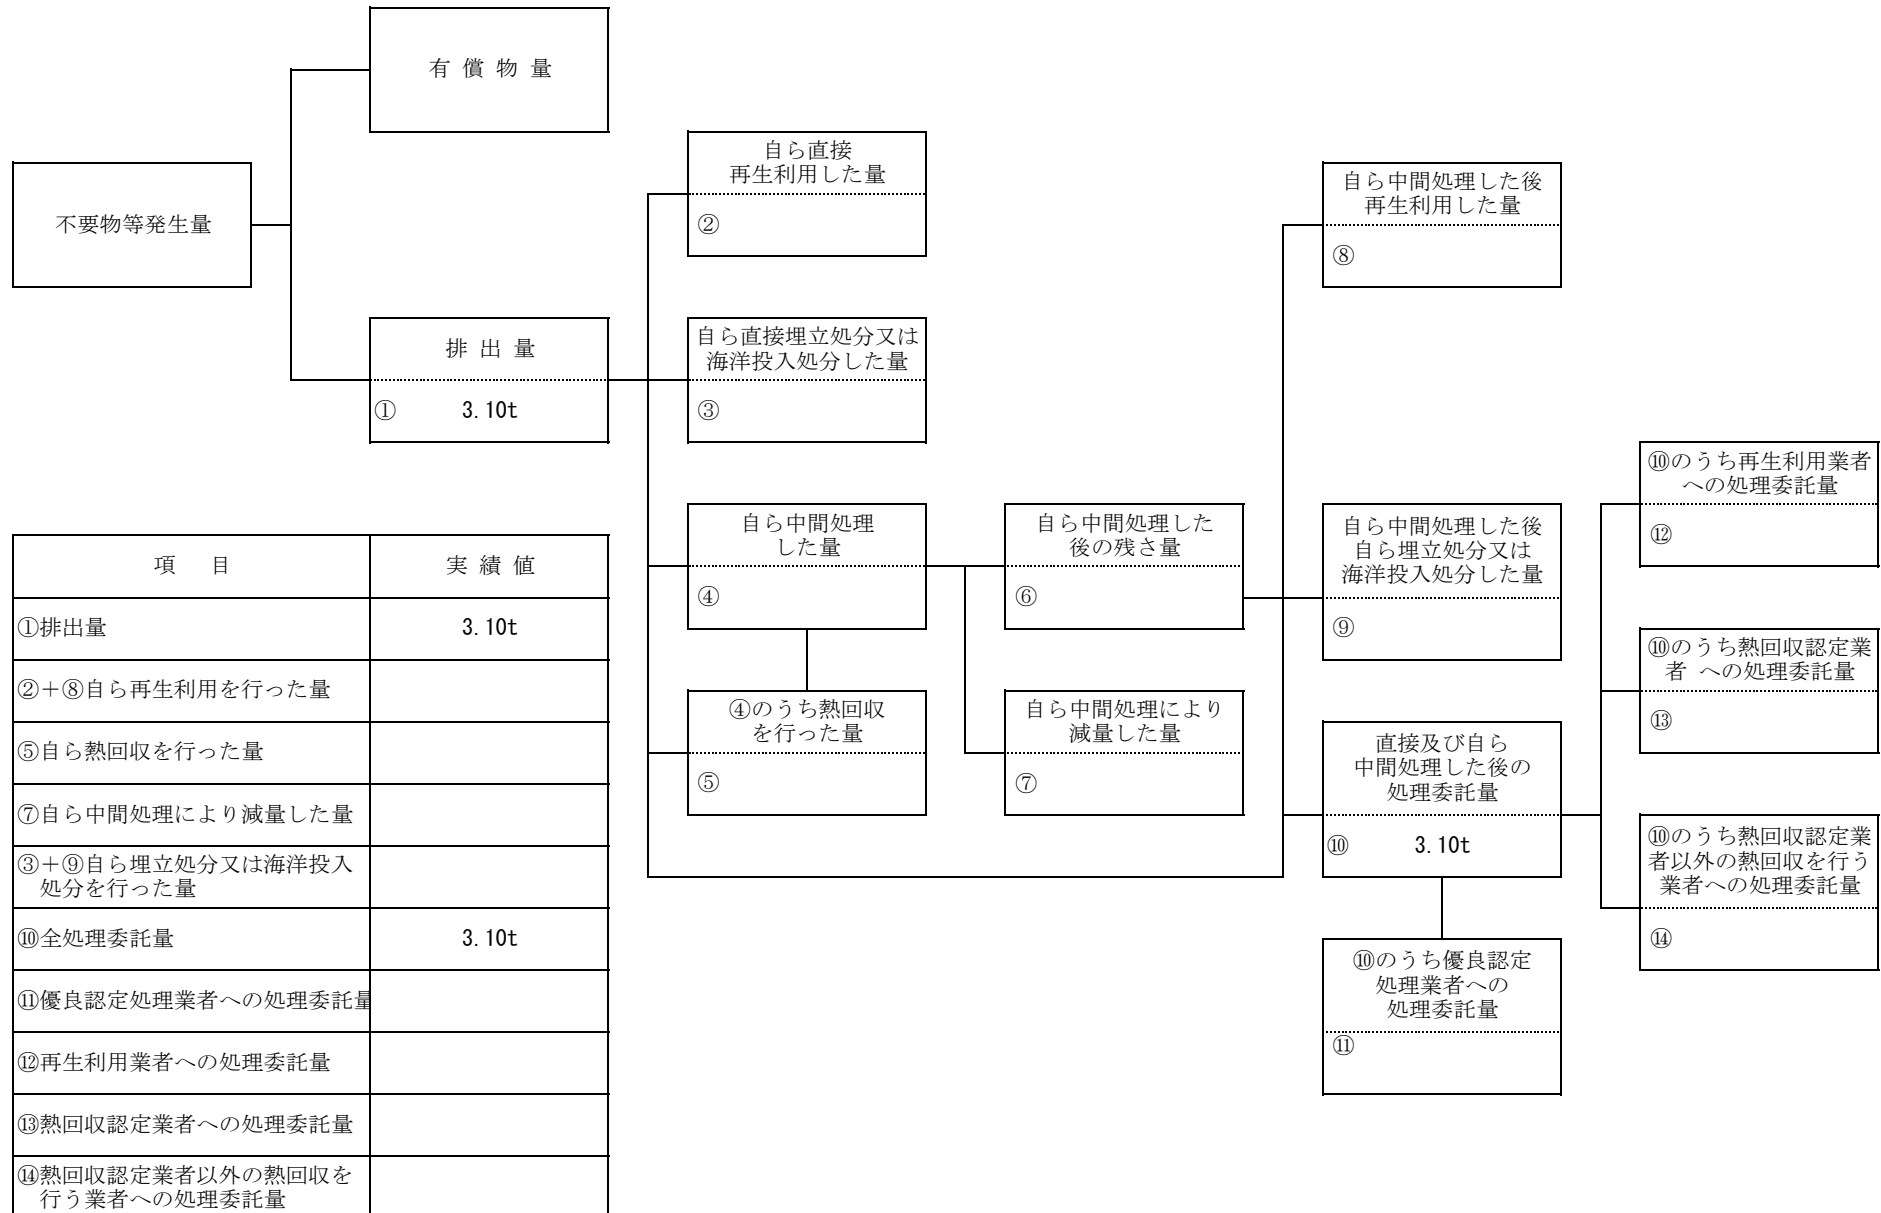 有 償 物 量
不要物等発生量
排 出 量
① 3.10t
自ら直接
再生利用した量
②
自ら直接埋立処分又は
海洋投入処分した量
③
自ら中間処理
した量
④
④のうち熱回収
を行った量
⑤
自ら中間処理した
後の残さ量
⑥
自ら中間処理により
減量した量
⑦
自ら中間処理した後
再生利用した量
⑧
自ら中間処理した後
自ら埋立処分又は
海洋投入処分した量
⑨
直接及び自ら
中間処理した後の
処理委託量
⑩ 3.10t
⑩のうち優良認定
処理業者への
処理委託量
⑪
⑩のうち再生利用業者
への処理委託量
⑫
⑩のうち熱回収認定業
者 への処理委託量
⑬
⑩のうち熱回収認定業
者以外の熱回収を行う
業者への処理委託量
⑭
項 目 実 績 値
①排出量 3.10t
②＋⑧自ら再生利用を行った量
⑤自ら熱回収を行った量
⑦自ら中間処理により減量した量
③＋⑨自ら埋立処分又は海洋投入
処分を行った量
⑩全処理委託量 3.10t
⑪優良認定処理業者への処理委託量
⑫再生利用業者への処理委託量
⑬熱回収認定業者への処理委託量
⑭熱回収認定業者以外の熱回収を
行う業者への処理委託量